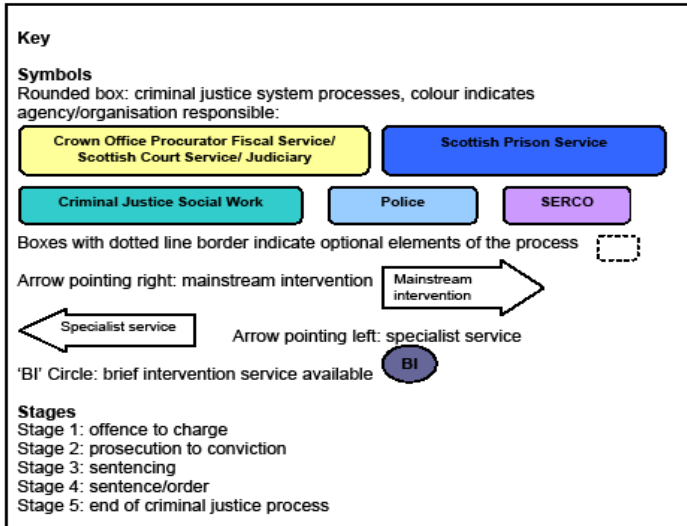 Key
Symbols
Rounded box: criminal justice system processes, colour indicates
agency/organisation responsible:
Crown Office Procurator Fiscal Service/
Scottish Court Service/ Judiciary
Scottish Prison Service
Criminal Justice Social Work
Police
SERCO
Boxes with dotted line border indicate optional elements of the process
Arrow pointing right: mainstream intervention
Mainstream
intervention
Specialist service
Arrow pointing left: specialist service
'BI' Circle: brief intervention service available
BI
Stages
Stage 1: offence to charge
Stage 2: prosecution to conviction
Stage 3: sentencing
Stage 4: sentence/order
Stage 5: end of criminal justice process